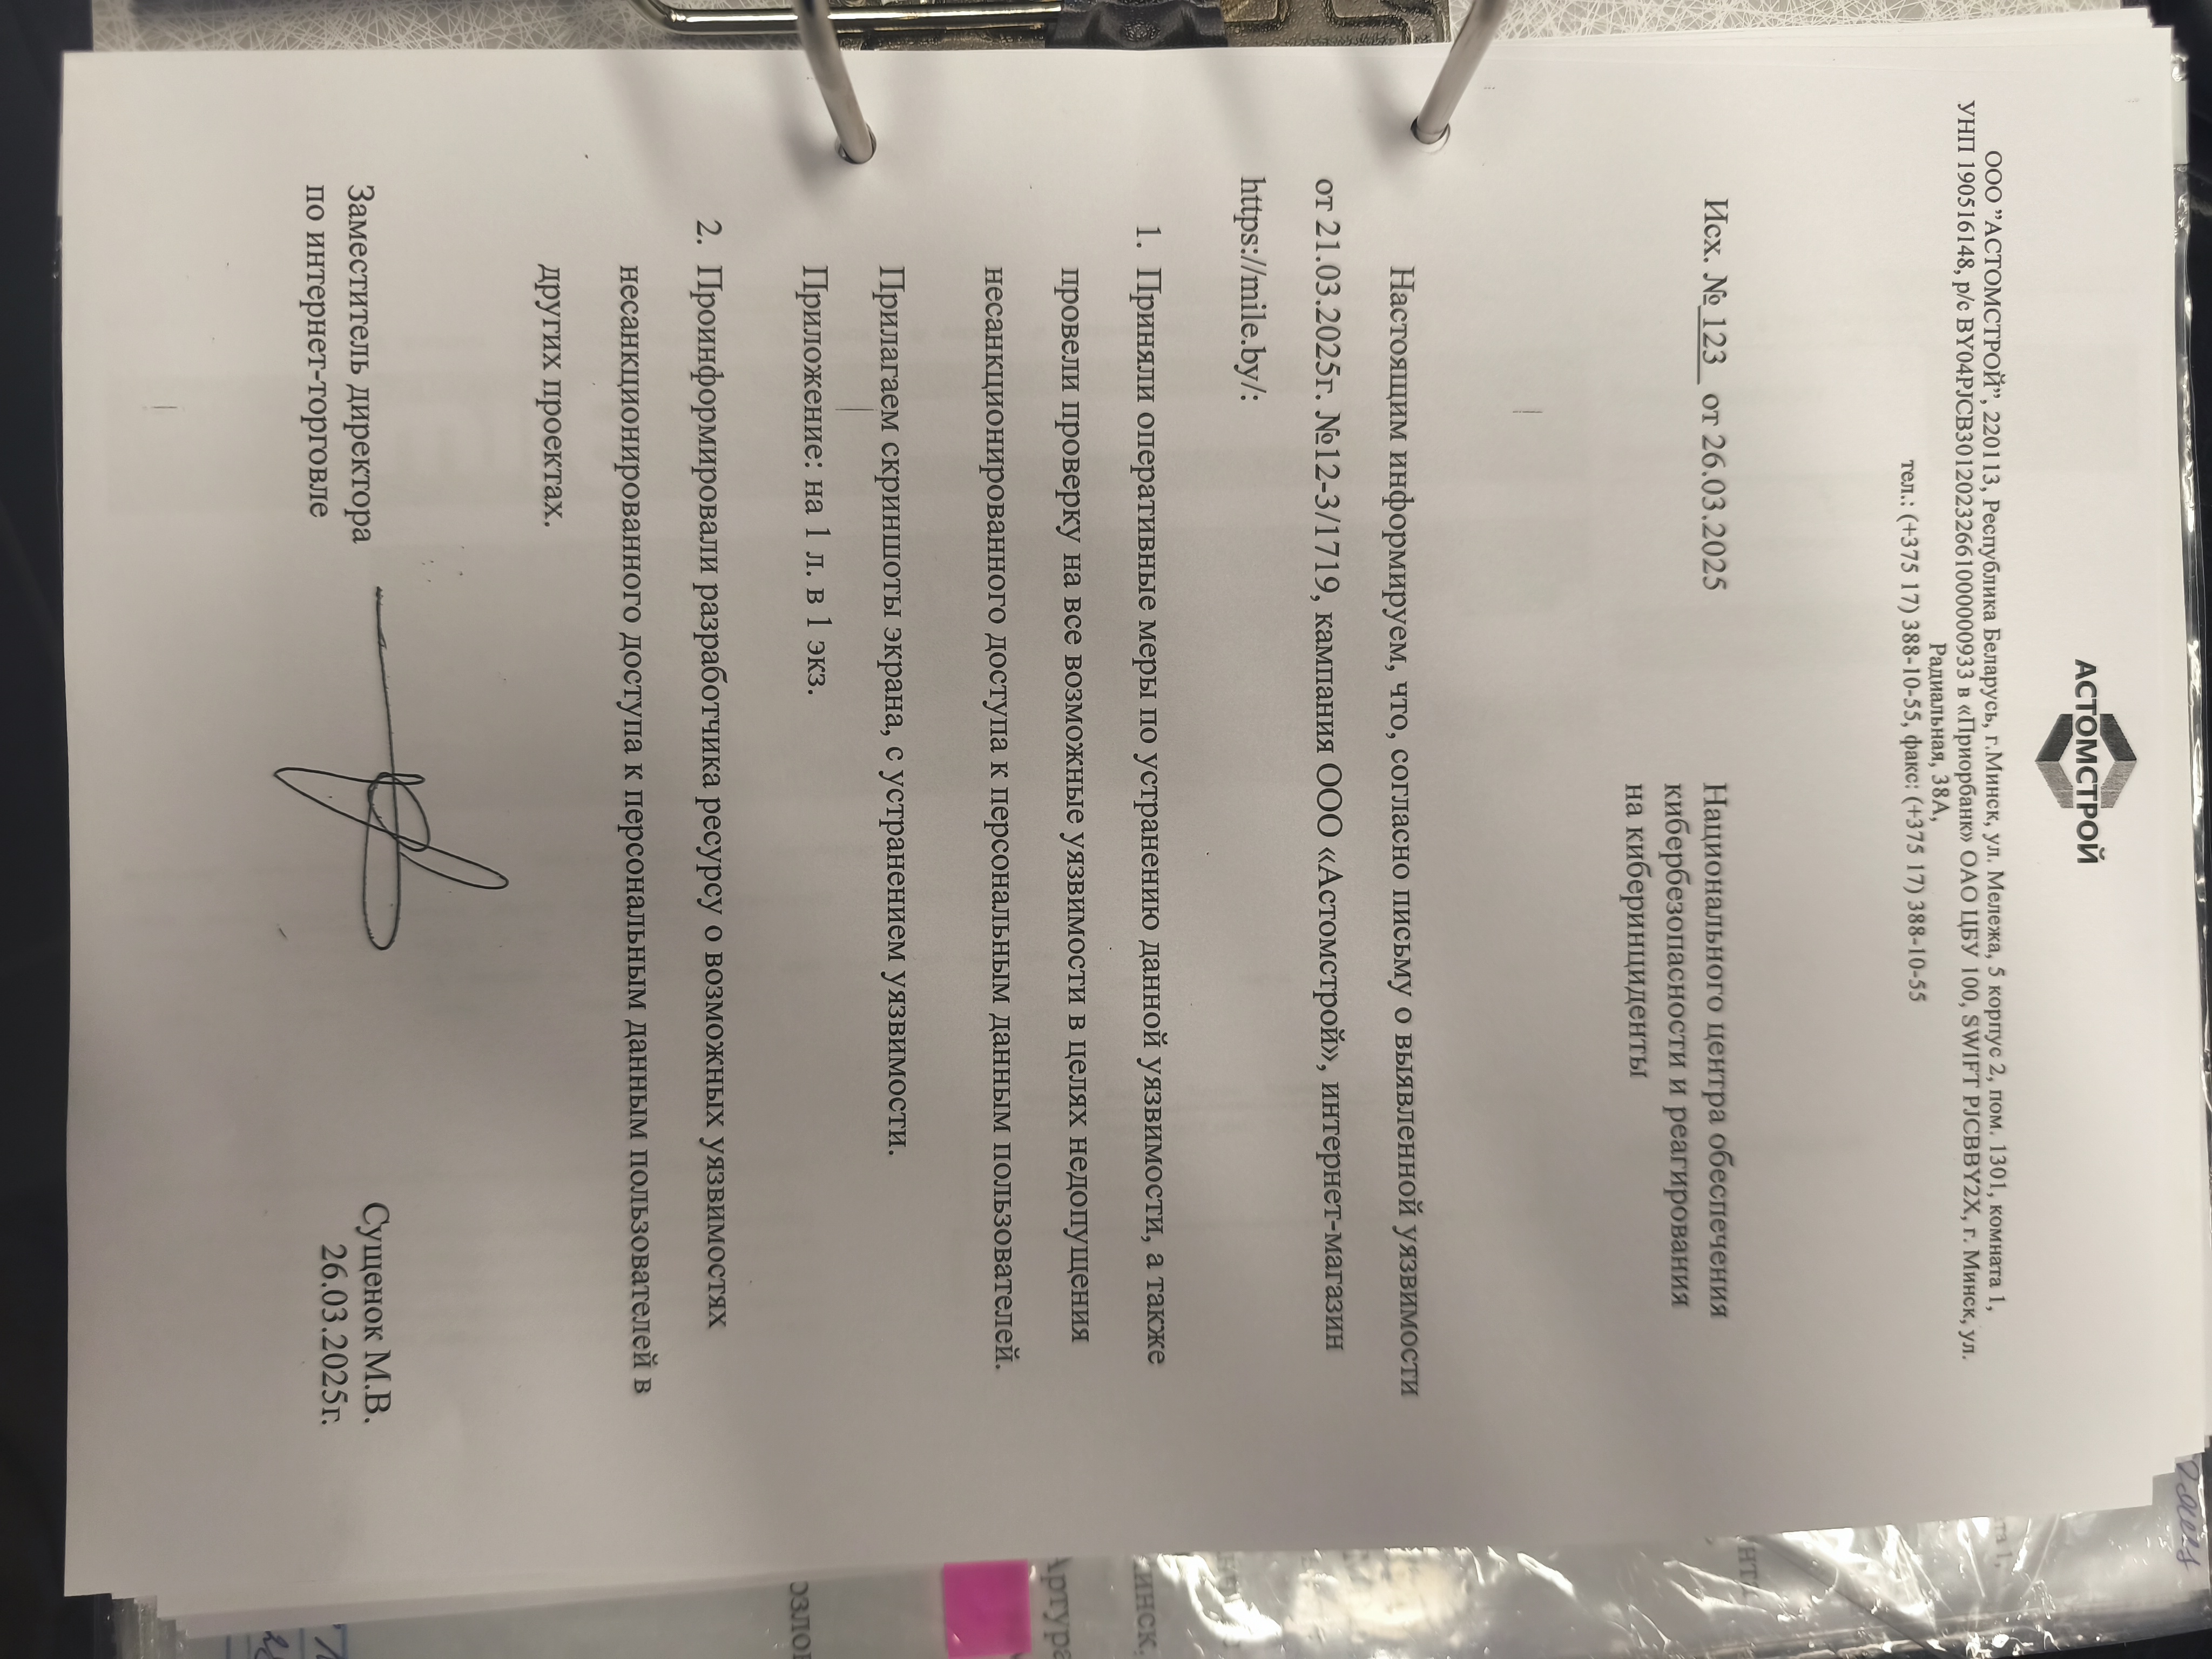 АСТОМСТРОЙ
ООО "АСТОМСТРОЙ", 220113, Республика Беларусь, г.Минск, ул. Мележа, 5 корпус 2, пом. 1301, комната 1,
УНП 190516148, р/с BY04PJCB30120232661000000933 в «Приорбанк» ОАО ЦБУ 100, SWIFT PJCBBY2X, г. Минск, ул.
Радиальная, 38А,
тел.: (+375 17) 388-10-55, факс: (+375 17) 388-10-55
Исх. № 123 от 26.03.2025
Национального центра обеспечения
кибербезопасности и реагирования
на киберинциденты
Настоящим информируем, что, согласно письму о выявленной уязвимости
от 21.03.2025г. №12-3/1719, кампания ООО «Астомстрой», интернет-магазин
https://mile.by/:
1. Приняли оперативные меры по устранению данной уязвимости, а также
провели проверку на все возможные уязвимости в целях недопущения
несанкционированного доступа к персональным данным пользователей.
Прилагаем скриншоты экрана, с устранением уязвимости.
Приложение: на 1 л. в 1 экз.
2. Проинформировали разработчика ресурсу о возможных уязвимостях
несанкционированного доступа к персональным данным пользователей в
других проектах.
Заместитель директора
по интернет-торговле
Сущенок М.В.
26.03.2025г.